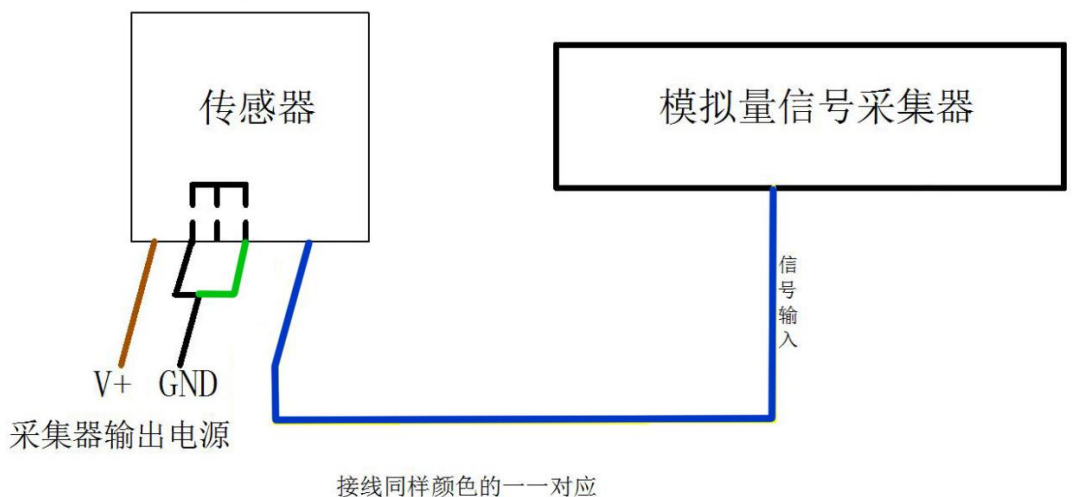 传感器
模拟量信号采集器
信号输入
V+ GND
采集器输出电源
接线同样颜色的一一对应